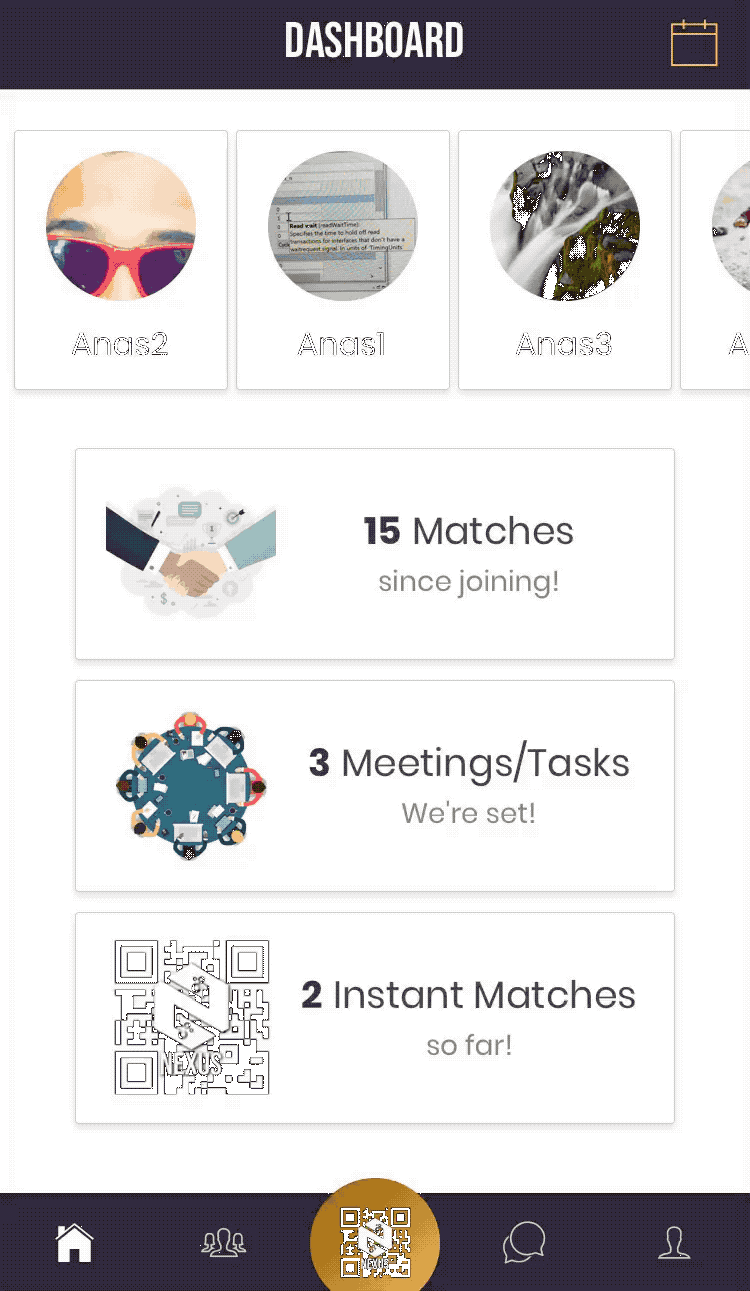 DASHBOARD
Read wait (readWaitTime):
Specifies the time to hold off read
transactions for interfaces that don't have a
waitrequest signal. In units of 'TimingUnits'
Anas2
Anas1
Anas3
A
15 Matches
since joining!
3 Meetings/Tasks
We're set!
NEXUS
2 Instant Matches
so far!
NEXUS